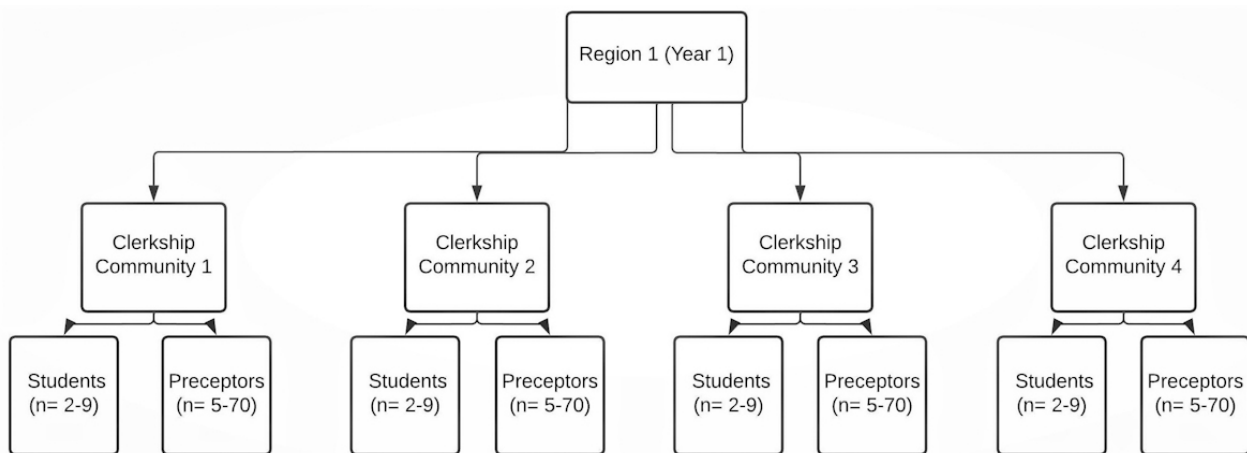 Region 1 (Year 1)
Clerkship
Community 1
Clerkship
Community 2
Clerkship
Community 3
Clerkship
Community 4
Students
(n= 2-9)
Preceptors
(n= 5-70)
Students
(n= 2-9)
Preceptors
(n= 5-70)
Students
(n= 2-9)
Preceptors
(n= 5-70)
Students
(n= 2-9)
Preceptors
(n= 5-70)